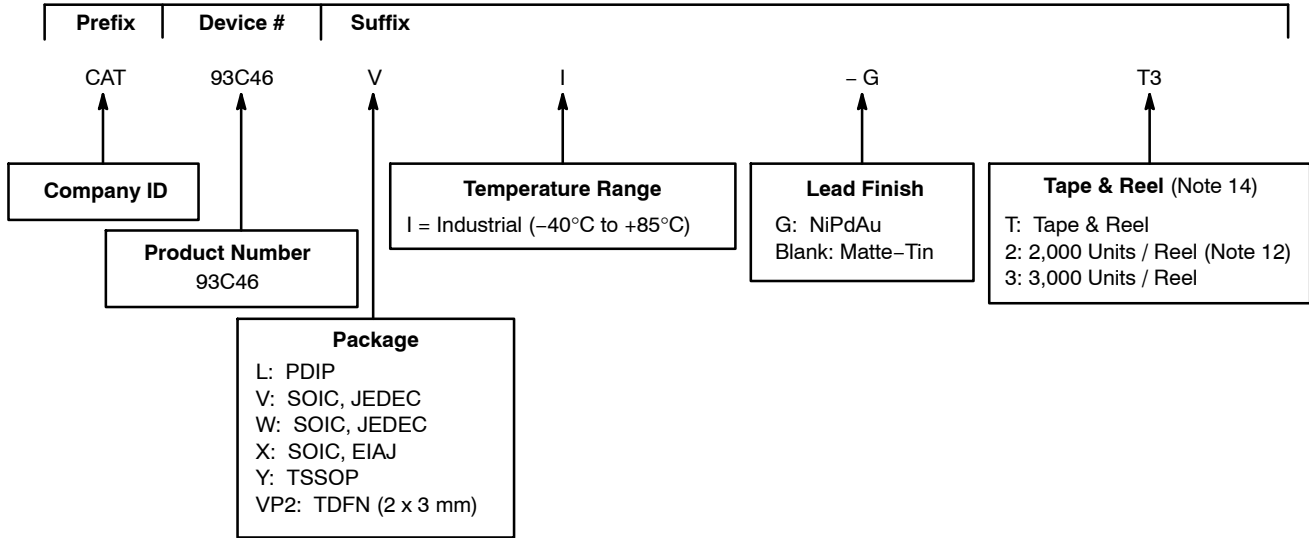 Prefix Device # Suffix
CAT 93C46 V I – G T3
Company ID
Product Number
93C46
Package
L: PDIP
V: SOIC, JEDEC
W: SOIC, JEDEC
X: SOIC, EIAJ
Y: TSSOP
VP2: TDFN (2 x 3 mm)
Temperature Range
I = Industrial (−40°C to +85°C)
Lead Finish
G: NiPdAu
Blank: Matte−Tin
Tape & Reel (Note 14)
T: Tape & Reel
2: 2,000 Units / Reel (Note 12)
3: 3,000 Units / Reel